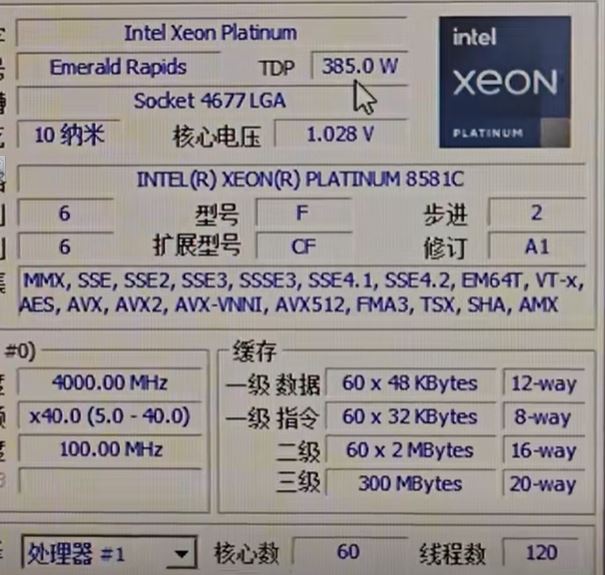 Intel Xeon Platinum
Emerald Rapids TDP 385.0 W
Socket 4677 LGA
10 纳米 核心电压 1.028 V
intel
XEON
PLATINUM
INTEL(R) XEON(R) PLATINUM 8581C
6 型号 F 步进 2
6 扩展型号 CF 修订 A1
MMX, SSE, SSE2, SSE3, SSSE3, SSE4.1, SSE4.2, EM64T, VT-x,
AES, AVX, AVX2, AVX-VNNI, AVX512, FMA3, TSX, SHA, AMX
#0) 缓存
4000.00 MHz 一级 数据 60 x 48 KBytes 12-way
x40.0 (5.0 - 40.0) 一级 指令 60 x 32 KBytes 8-way
100.00 MHz 二级 60 x 2 MBytes 16-way
三级 300 MBytes 20-way
处理器 #1 核心数 60 线程数 120